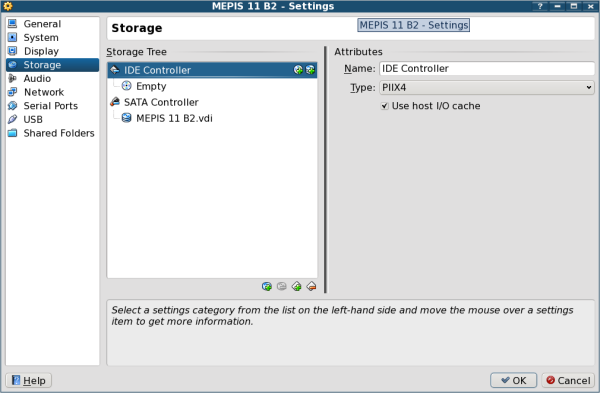 MEPIS 11 B2 - Settings
General
System
Display
Storage
Audio
Network
Serial Ports
USB
Shared Folders
Storage
MEPIS 11 B2 - Settings
Storage Tree
IDE Controller
Empty
SATA Controller
MEPIS 11 B2.vdi
Attributes
Name: IDE Controller
Type: PIIX4
Use host I/O cache
Select a settings category from the list on the left-hand side and move the mouse over a settings
item to get more information.
Help
OK
Cancel